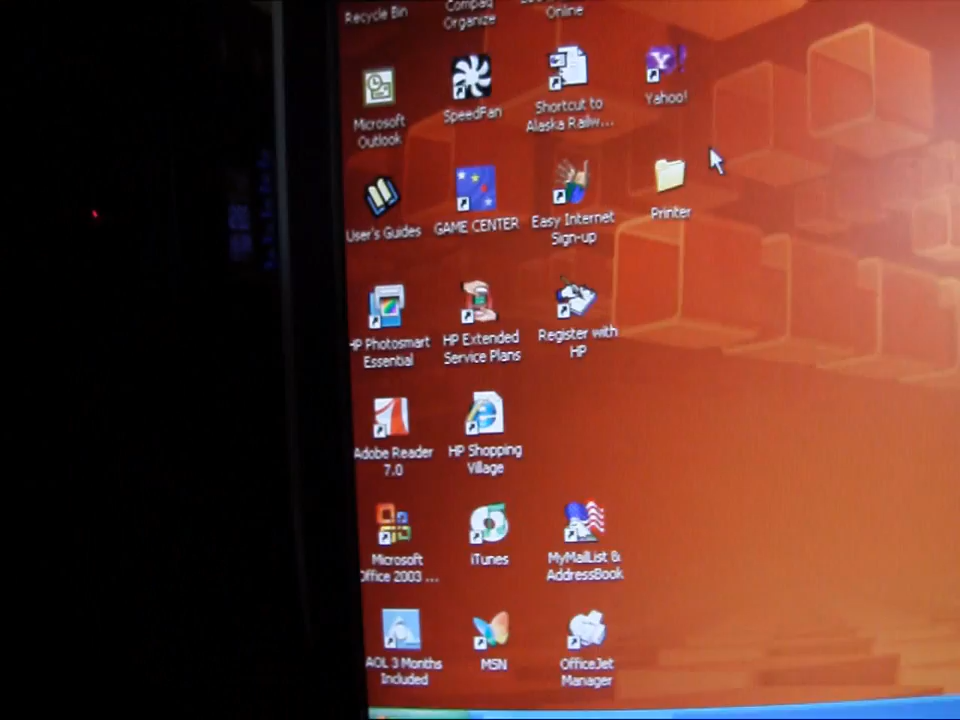 Recycle Bin
Compaq
Organize
Online
Microsoft
Outlook
SpeedFan
Shortcut to
Alaska Railw...
Yahoo!
User's Guides
GAME CENTER
Easy Internet
Sign-up
Printer
HP Photosmart
Essential
HP Extended
Service Plans
Register with
HP
Adobe Reader
7.0
HP Shopping
Village
Microsoft
Office 2003 ...
iTunes
MyMailList &
AddressBook
AOL 3 Months
Included
MSN
OfficeJet
Manager